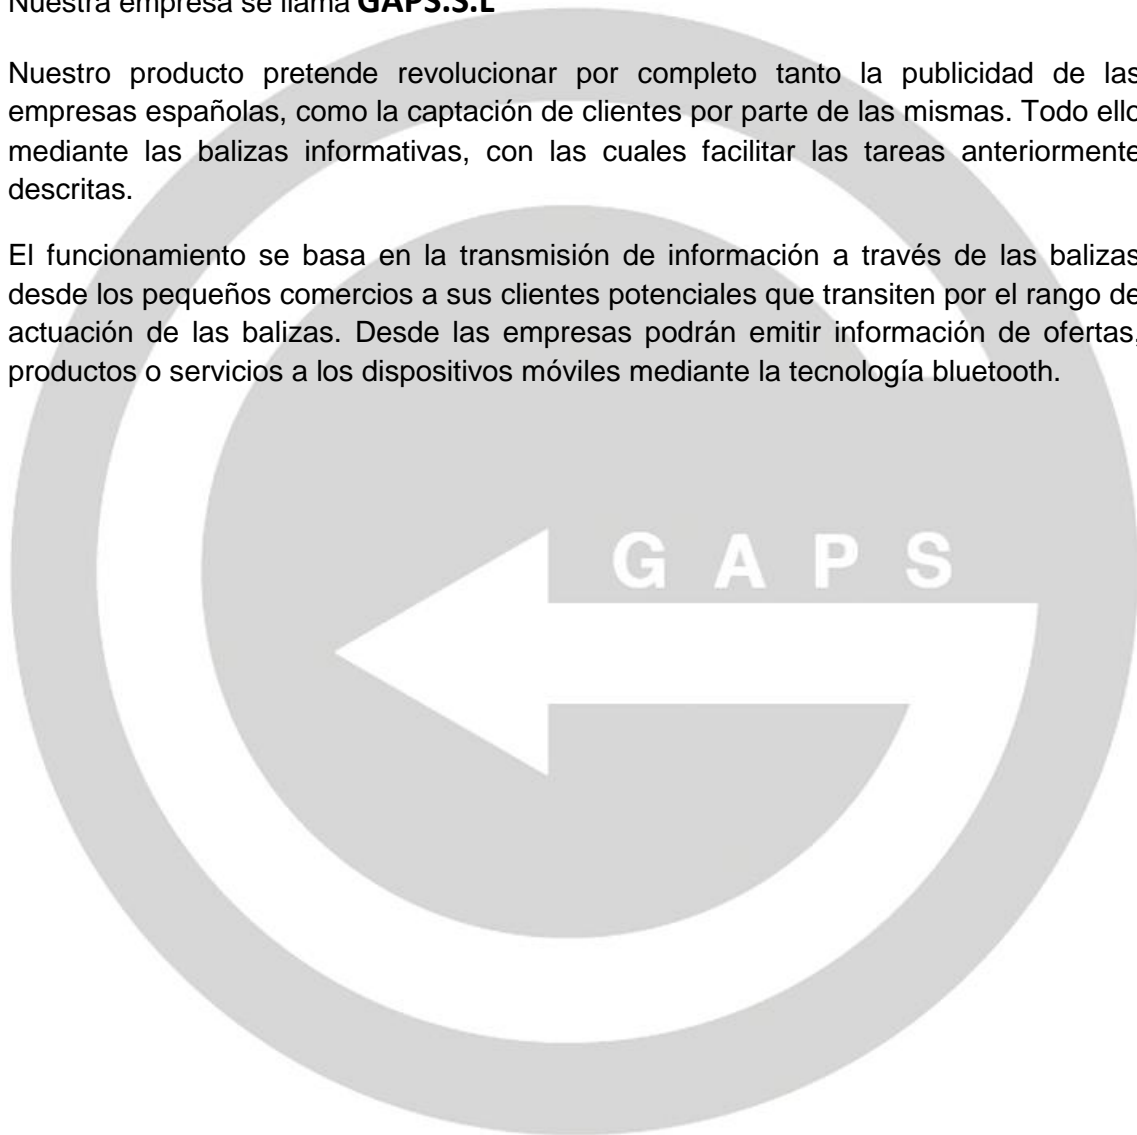 Nuestra empresa se llama GAPS.S.L
Nuestro producto pretende revolucionar por completo tanto la publicidad de las
empresas españolas, como la captación de clientes por parte de las mismas. Todo ello
mediante las balizas informativas, con las cuales facilitar las tareas anteriormente
descritas.
El funcionamiento se basa en la transmisión de información a través de las balizas
desde los pequeños comercios a sus clientes potenciales que transiten por el rango de
actuación de las balizas. Desde las empresas podrán emitir información de ofertas,
productos o servicios a los dispositivos móviles mediante la tecnología bluetooth.
G A P S